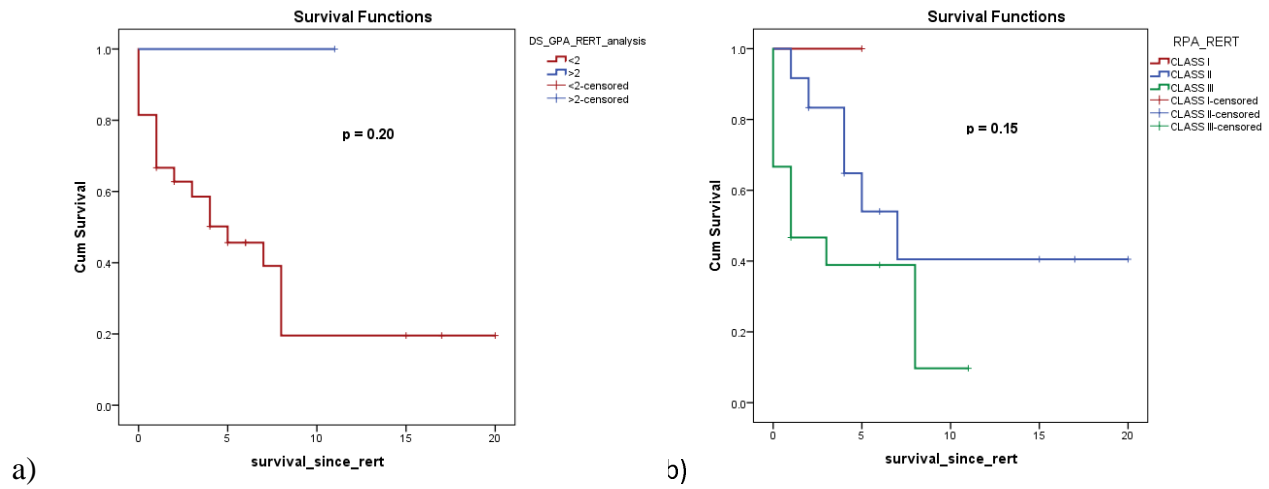 Survival Functions
DS_GPA_RERT_analysis
<2
>2
<2-censored
>2-censored
p = 0.20
Cum Survival
1.0
0.8
0.6
0.4
0.2
0.0
0
5
10
15
20
survival_since_rert
a)
Survival Functions
RPA_RERT
CLASS I
CLASS II
CLASS III
CLASS I-censored
CLASS II-censored
CLASS III-censored
p = 0.15
Cum Survival
1.0
0.8
0.6
0.4
0.2
0.0
0
5
10
15
20
survival_since_rert
b)